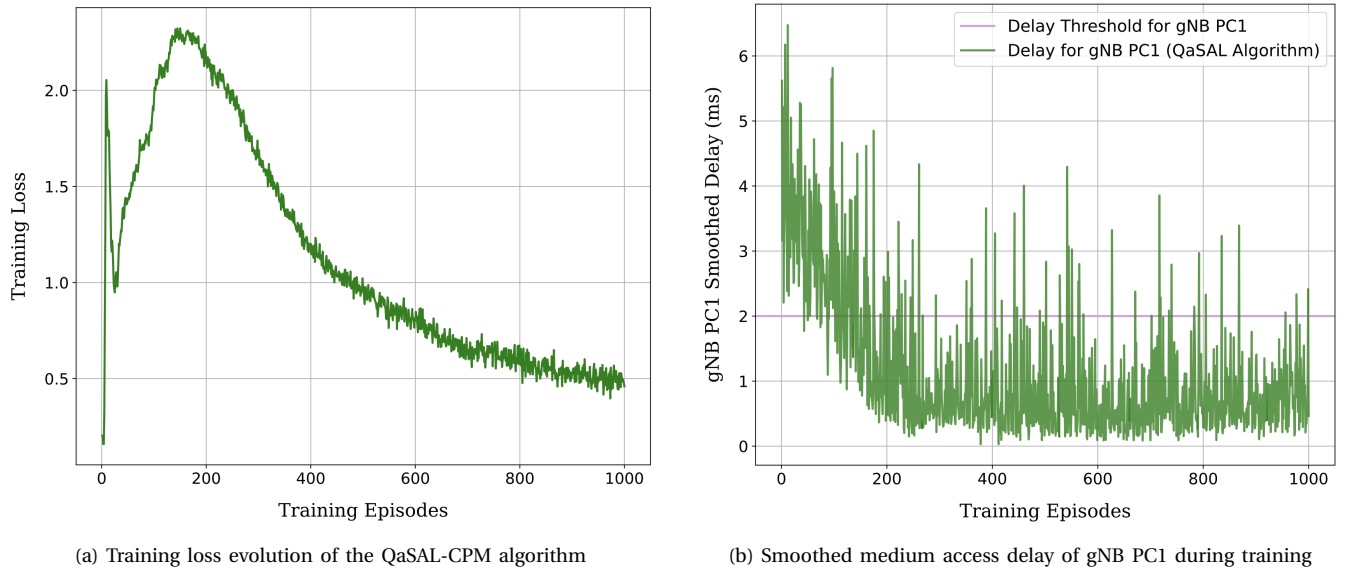 2.0
1.5
1.0
0.5
0
200
400
600
800
1000
Training Loss
Training Episodes
(a) Training loss evolution of the QaSAL-CPM algorithm
Delay Threshold for gNB PC1
Delay for gNB PC1 (QaSAL Algorithm)
6
5
4
3
2
1
0
0
200
400
600
800
1000
gNB PC1 Smoothed Delay (ms)
Training Episodes
(b) Smoothed medium access delay of gNB PC1 during training